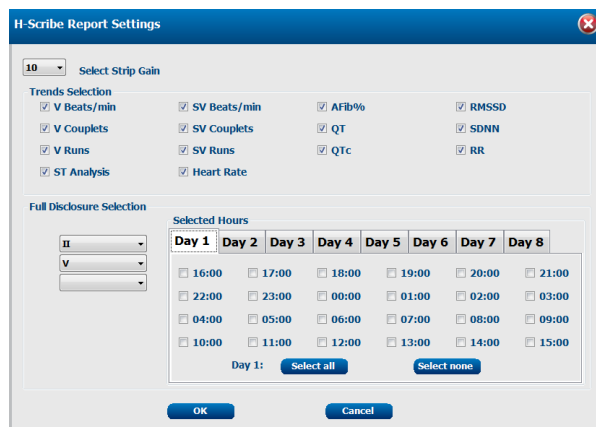 H-Scribe Report Settings
10 Select Strip Gain
Trends Selection
V Beats/min SV Beats/min AFib% RMSSD
V Couplets SV Couplets QT SDNN
V Runs SV Runs QTc RR
ST Analysis Heart Rate
Full Disclosure Selection
II
V
Selected Hours
Day 1 Day 2 Day 3 Day 4 Day 5 Day 6 Day 7 Day 8
16:00 17:00 18:00 19:00 20:00 21:00
22:00 23:00 00:00 01:00 02:00 03:00
04:00 05:00 06:00 07:00 08:00 09:00
10:00 11:00 12:00 13:00 14:00 15:00
Day 1: Select all Select none
OK Cancel